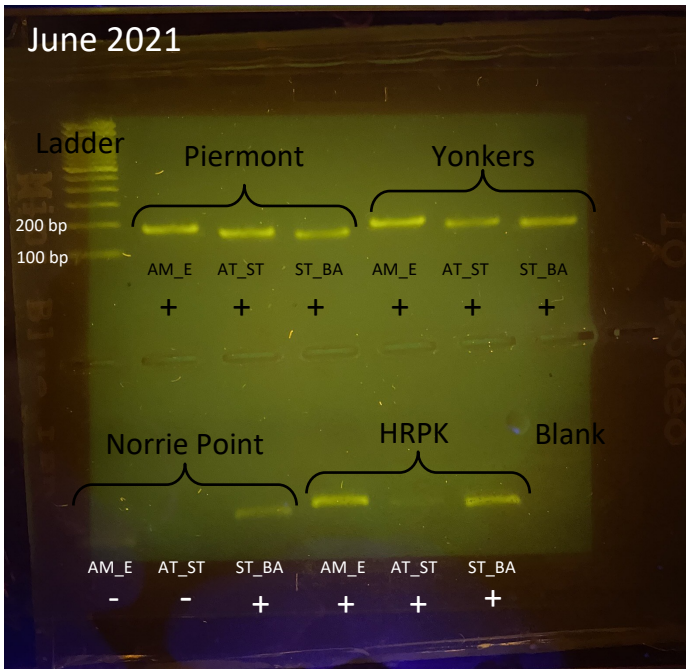 June 2021
Ladder
Piermont
Yonkers
200 bp
100 bp
AM_E AT_ST ST_BA AM_E AT_ST ST_BA
+ + + + + +
Norrie Point
HRPK
Blank
AM_E AT_ST ST_BA AM_E AT_ST ST_BA
- - + + + +